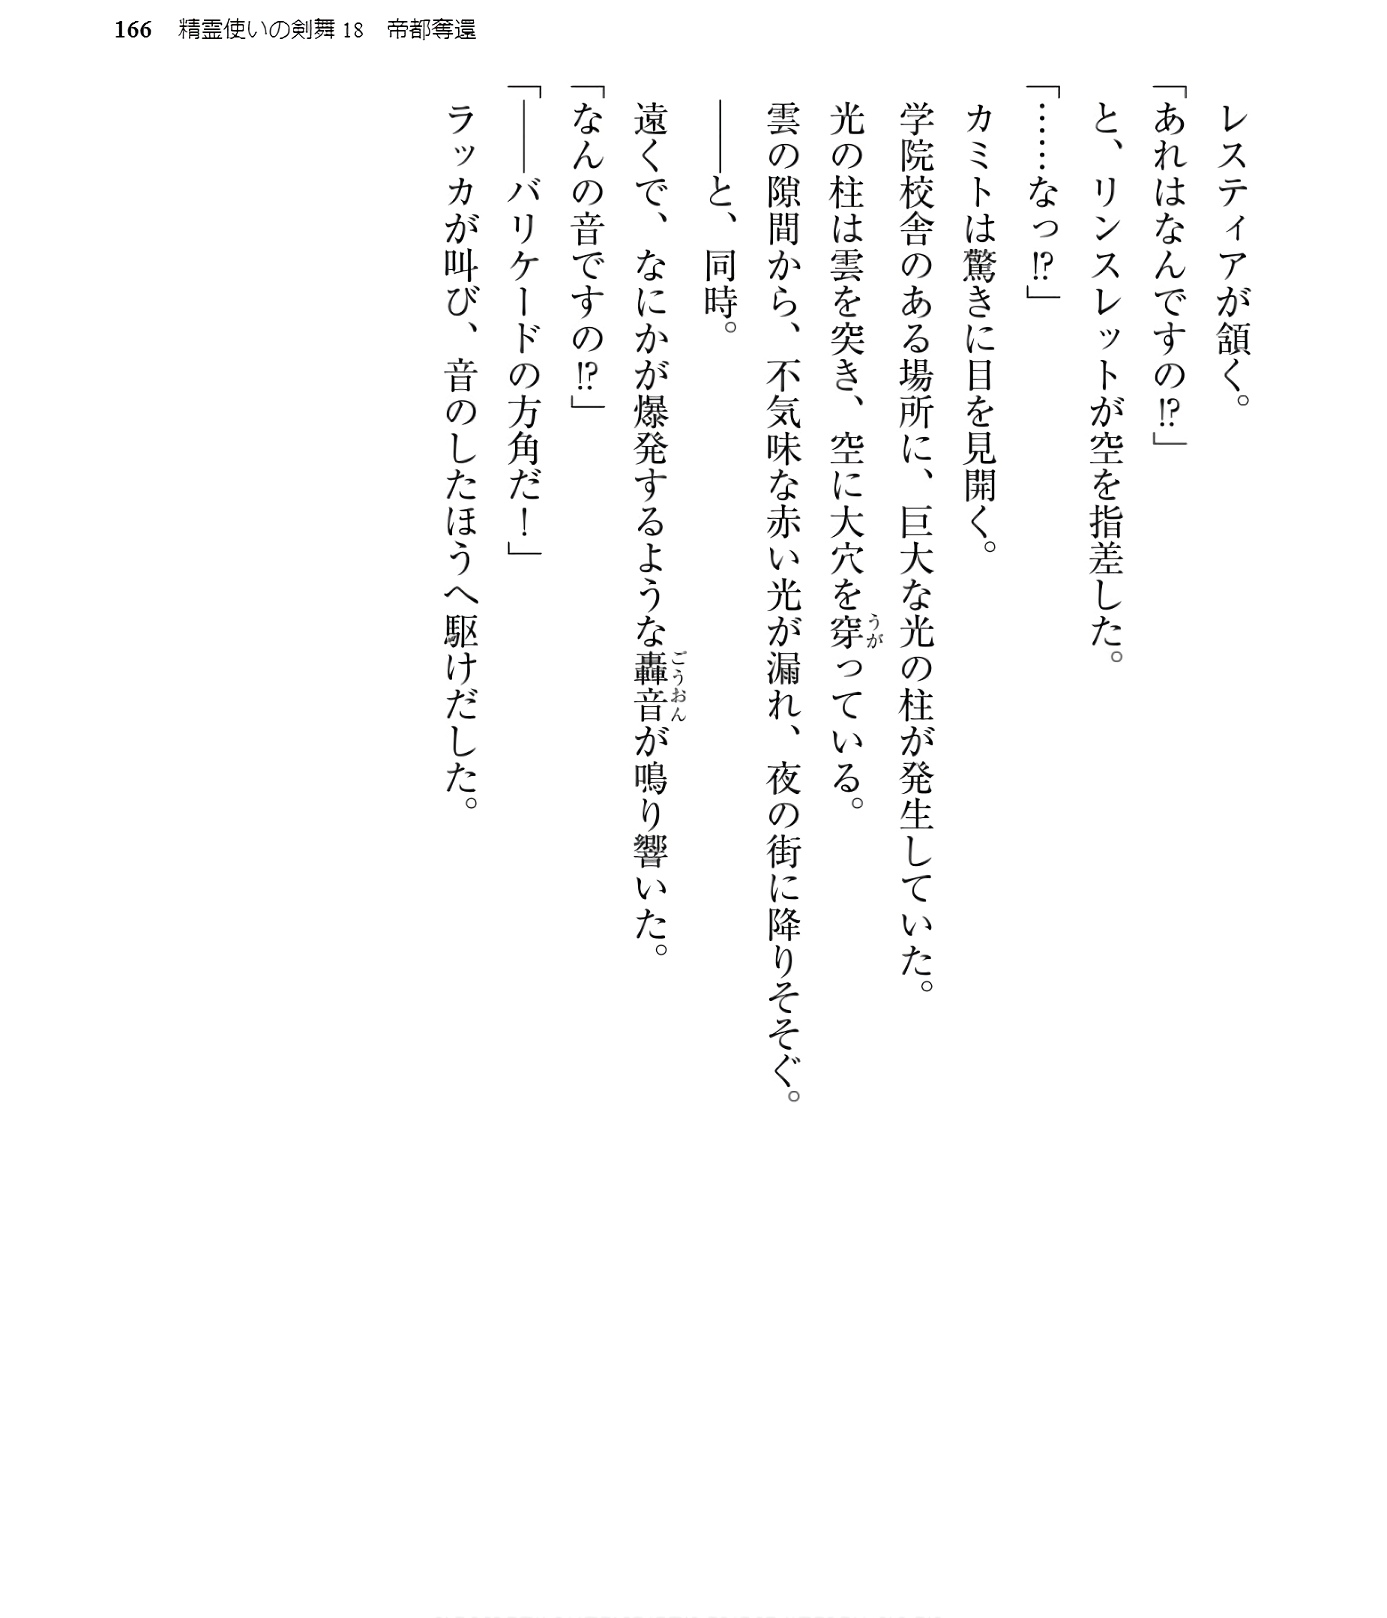 166　精霊使いの剣舞 18　帝都奪還
　レスティアが頷く。
「あれはなんですの!?」
　と、リンスレットが空を指差した。
「……なっ!?」
　カミトは驚きに目を見開く。
　学院校舎のある場所に、巨大な光の柱が発生していた。
　光の柱は雲を突き、空に大穴を穿っている。
　雲の隙間から、不気味な赤い光が漏れ、夜の街に降りそそぐ。
　――と、同時。
　遠くで、なにかが爆発するような轟音が鳴り響いた。
「なんの音ですの!?」
「――バリケードの方角だ！」
　ラッカが叫び、音のしたほうへ駆けだした。